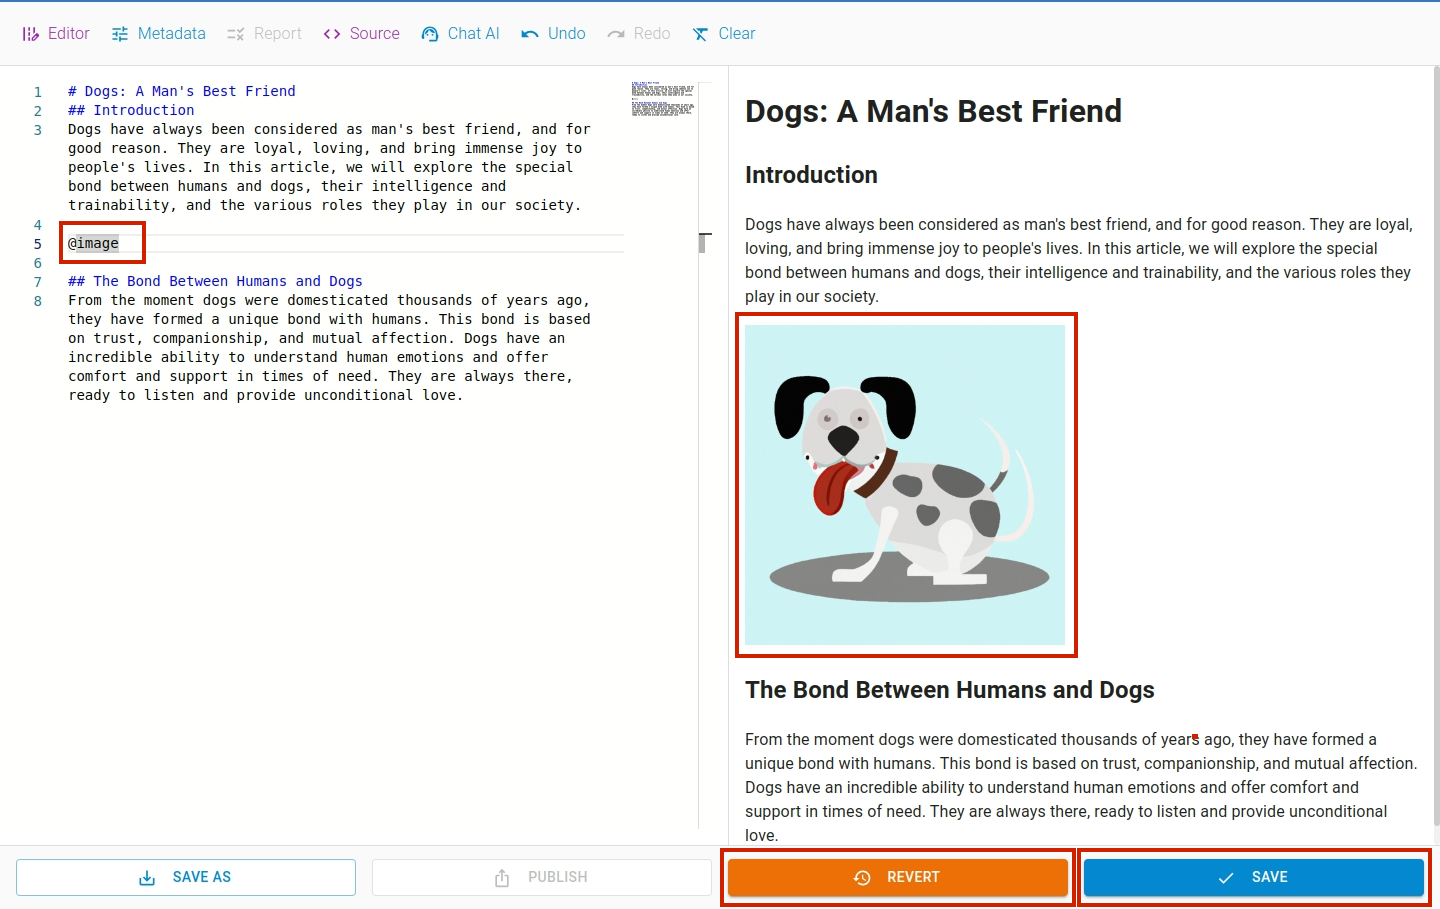 Editor Metadata Report Source Chat AI Undo Redo Clear
1 # Dogs: A Man's Best Friend
2 ## Introduction
3 Dogs have always been considered as man's best friend, and for
good reason. They are loyal, loving, and bring immense joy to
people's lives. In this article, we will explore the special
bond between humans and dogs, their intelligence and
trainability, and the various roles they play in our society.
4
5 @image
6
7 ## The Bond Between Humans and Dogs
8 From the moment dogs were domesticated thousands of years ago,
they have formed a unique bond with humans. This bond is based
on trust, companionship, and mutual affection. Dogs have an
incredible ability to understand human emotions and offer
comfort and support in times of need. They are always there,
ready to listen and provide unconditional love.
Dogs: A Man's Best Friend
Introduction
Dogs have always been considered as man's best friend, and for good reason. They are loyal,
loving, and bring immense joy to people's lives. In this article, we will explore the special
bond between humans and dogs, their intelligence and trainability, and the various roles they
play in our society.
The Bond Between Humans and Dogs
From the moment dogs were domesticated thousands of years ago, they have formed a
unique bond with humans. This bond is based on trust, companionship, and mutual affection.
Dogs have an incredible ability to understand human emotions and offer comfort and
support in times of need. They are always there, ready to listen and provide unconditional
love.
SAVE AS PUBLISH REVERT SAVE